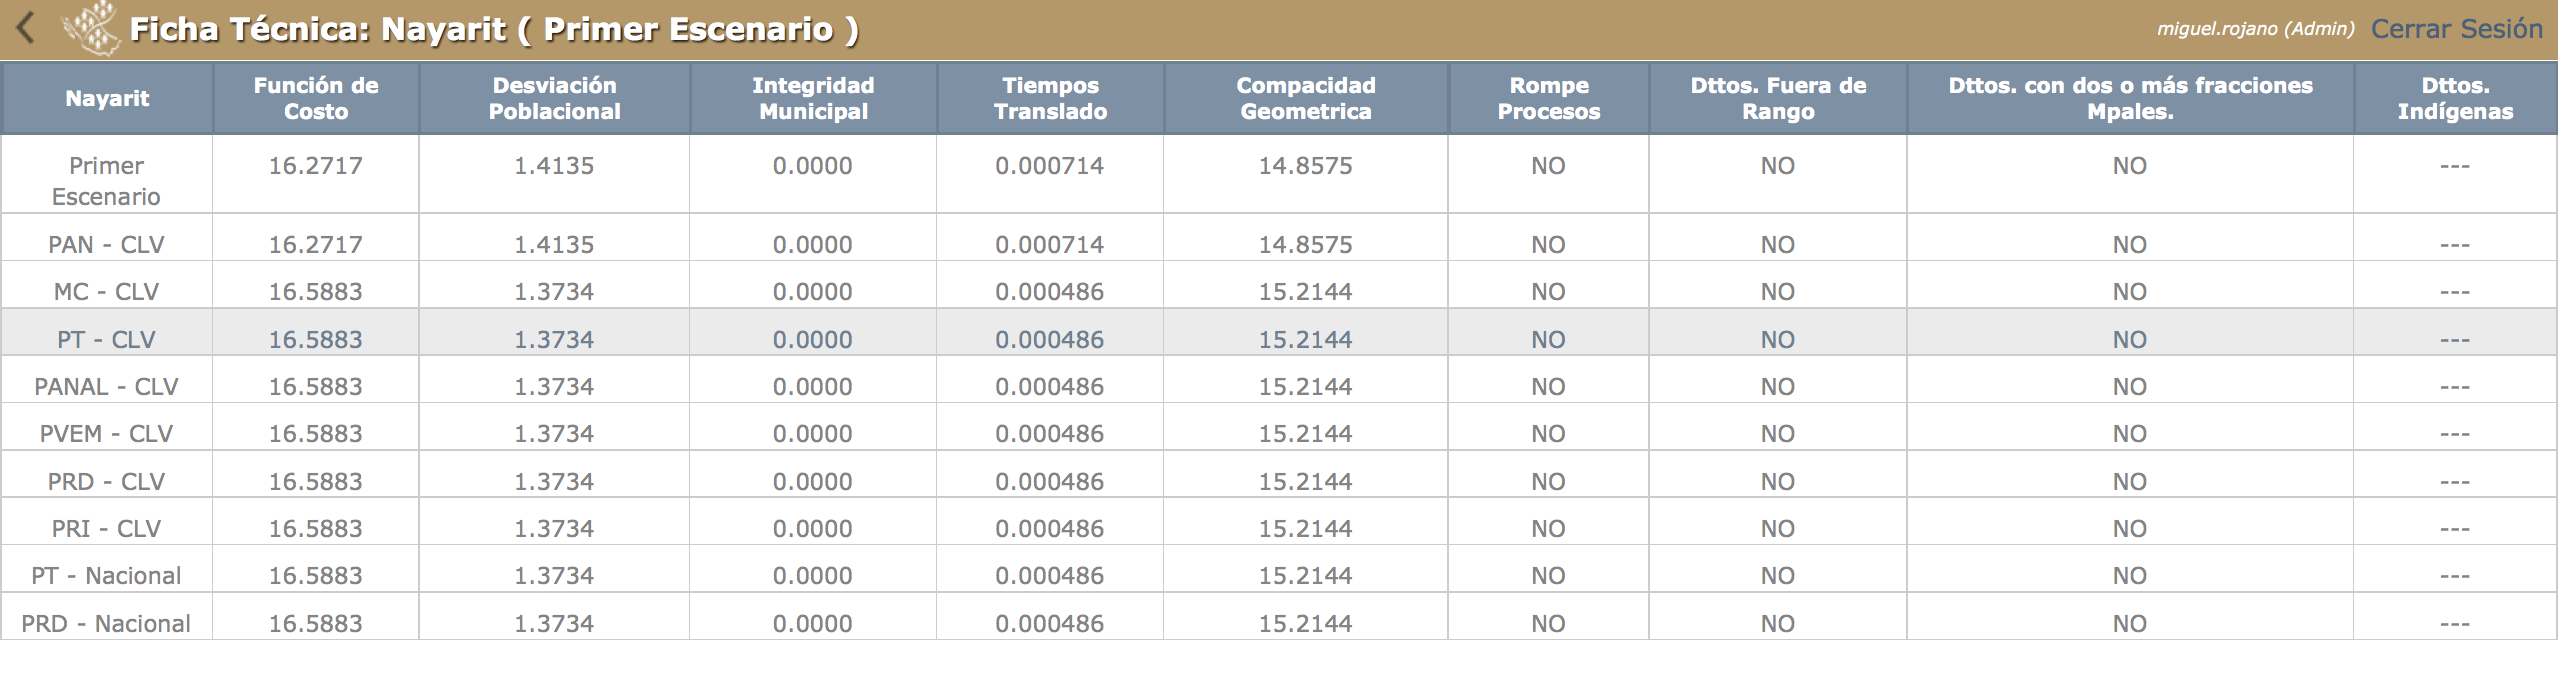 Ficha Técnica: Nayarit ( Primer Escenario )
miguel.rojano (Admin) Cerrar Sesión
Nayarit
Función de
Costo
Desviación
Poblacional
Integridad
Municipal
Tiempos
Translado
Compacidad
Geometrica
Rompe
Procesos
Dttos. Fuera de
Rango
Dttos. con dos o más fracciones
Mpales.
Dttos.
Indígenas
Primer
Escenario
16.2717 1.4135 0.0000 0.000714 14.8575 NO NO NO ---
PAN - CLV 16.2717 1.4135 0.0000 0.000714 14.8575 NO NO NO ---
MC - CLV 16.5883 1.3734 0.0000 0.000486 15.2144 NO NO NO ---
PT - CLV 16.5883 1.3734 0.0000 0.000486 15.2144 NO NO NO ---
PANAL - CLV 16.5883 1.3734 0.0000 0.000486 15.2144 NO NO NO ---
PVEM - CLV 16.5883 1.3734 0.0000 0.000486 15.2144 NO NO NO ---
PRD - CLV 16.5883 1.3734 0.0000 0.000486 15.2144 NO NO NO ---
PRI - CLV 16.5883 1.3734 0.0000 0.000486 15.2144 NO NO NO ---
PT - Nacional 16.5883 1.3734 0.0000 0.000486 15.2144 NO NO NO ---
PRD - Nacional 16.5883 1.3734 0.0000 0.000486 15.2144 NO NO NO ---